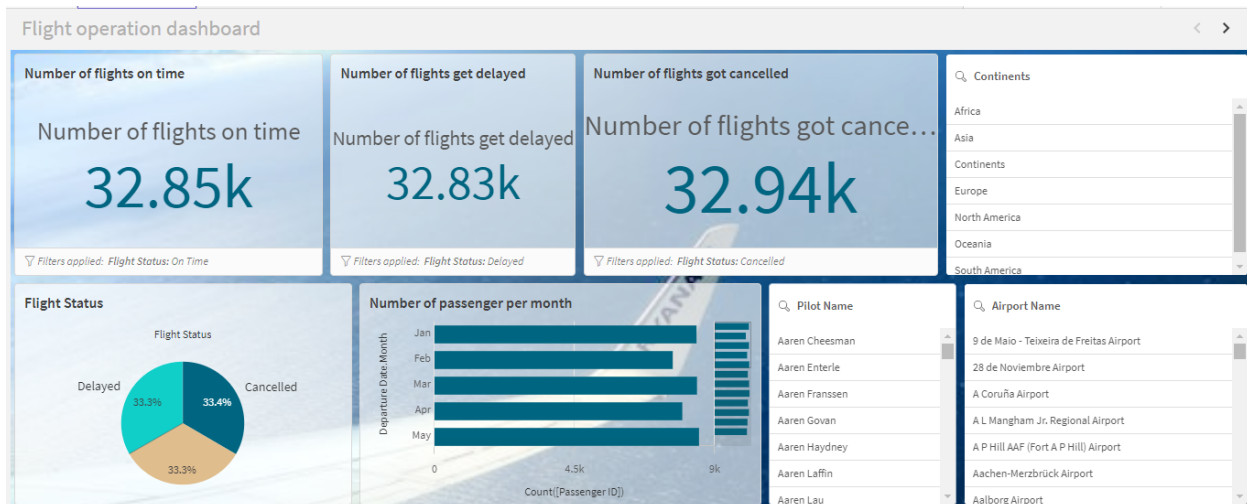 Flight operation dashboard
Number of flights on time
Number of flights on time
32.85k
Filters applied: Flight Status: On Time
Number of flights get delayed
Number of flights get delayed
32.83k
Filters applied: Flight Status: Delayed
Number of flights got cancelled
Number of flights got cance...
32.94k
Filters applied: Flight Status: Cancelled
Continents
Africa
Asia
Continents
Europe
North America
Oceania
South America
Flight Status
Flight Status
Delayed
Cancelled
33.3%
33.4%
33.3%
Number of passenger per month
Departure Date.Month
Jan
Feb
Mar
Apr
May
0
4.5k
9k
Count([Passenger ID])
Pilot Name
Aaren Cheesman
Aaren Enterle
Aaren Franssen
Aaren Govan
Aaren Haydney
Aaren Laffin
Aaren Lau
Airport Name
9 de Maio - Teixeira de Freitas Airport
28 de Noviembre Airport
A Coruña Airport
A L Mangham Jr. Regional Airport
A P Hill AAF (Fort A P Hill) Airport
Aachen-Merzbrück Airport
Aalborg Airport